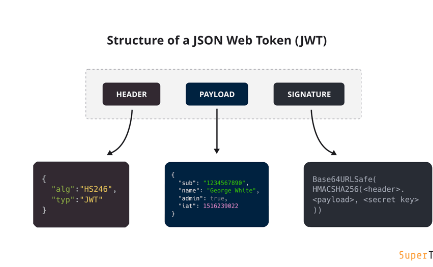 Structure of a JSON Web Token (JWT)
HEADER
PAYLOAD
SIGNATURE
{
"alg":"HS246",
"typ":"JWT"
}
{
"sub": "1234567890",
"name": "George White",
"admin": true,
"iat": 1516239022
}
Base64URLSafe(
HMACSHA256(<header>.
<payload>, <secret key>
))
SuperT